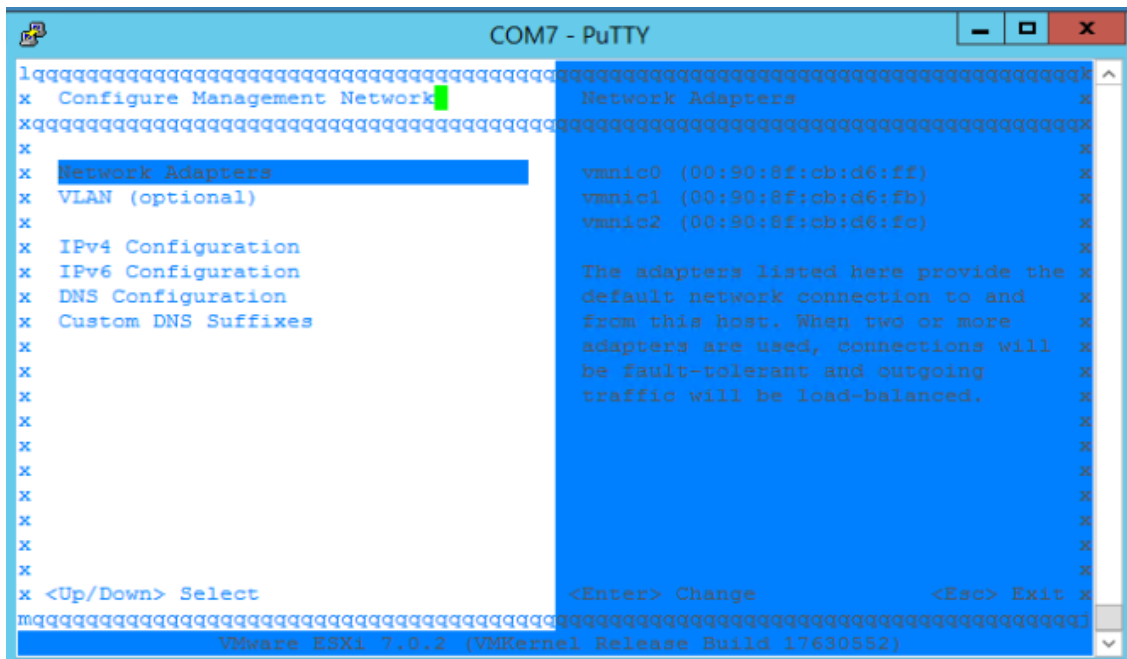 COM7 - PuTTY
lqqqqqqqqqqqqqqqqqqqqqqqqqqqqqqqqqqqqqqqqqqqqqqqqqqqqqqqqqqqqqqqqqqqqqqqqqqqqqqk
x Configure Management Network Network Adapters x
xqqqqqqqqqqqqqqqqqqqqqqqqqqqqqqqqqqqqqqqqqqqqqqqqqqqqqqqqqqqqqqqqqqqqqqqqqqqqqqx
x x
x Network Adapters vmnic0 (00:90:8f:cb:d6:ff) x
x VLAN (optional) vmnic1 (00:90:8f:cb:d6:fb) x
x vmnic2 (00:90:8f:cb:d6:fc) x
x IPv4 Configuration x
x IPv6 Configuration The adapters listed here provide the x
x DNS Configuration default network connection to and x
x Custom DNS Suffixes from this host. When two or more x
x adapters are used, connections will x
x be fault-tolerant and outgoing x
x traffic will be load-balanced. x
x x
x x
x x
x x
x x
x x
x x
x <Up/Down> Select <Enter> Change <Esc> Exit x
mqqqqqqqqqqqqqqqqqqqqqqqqqqqqqqqqqqqqqqqqqqqqqqqqqqqqqqqqqqqqqqqqqqqqqqqqqqqqqqj
VMware ESXi 7.0.2 (VMKernel Release Build 17630552)